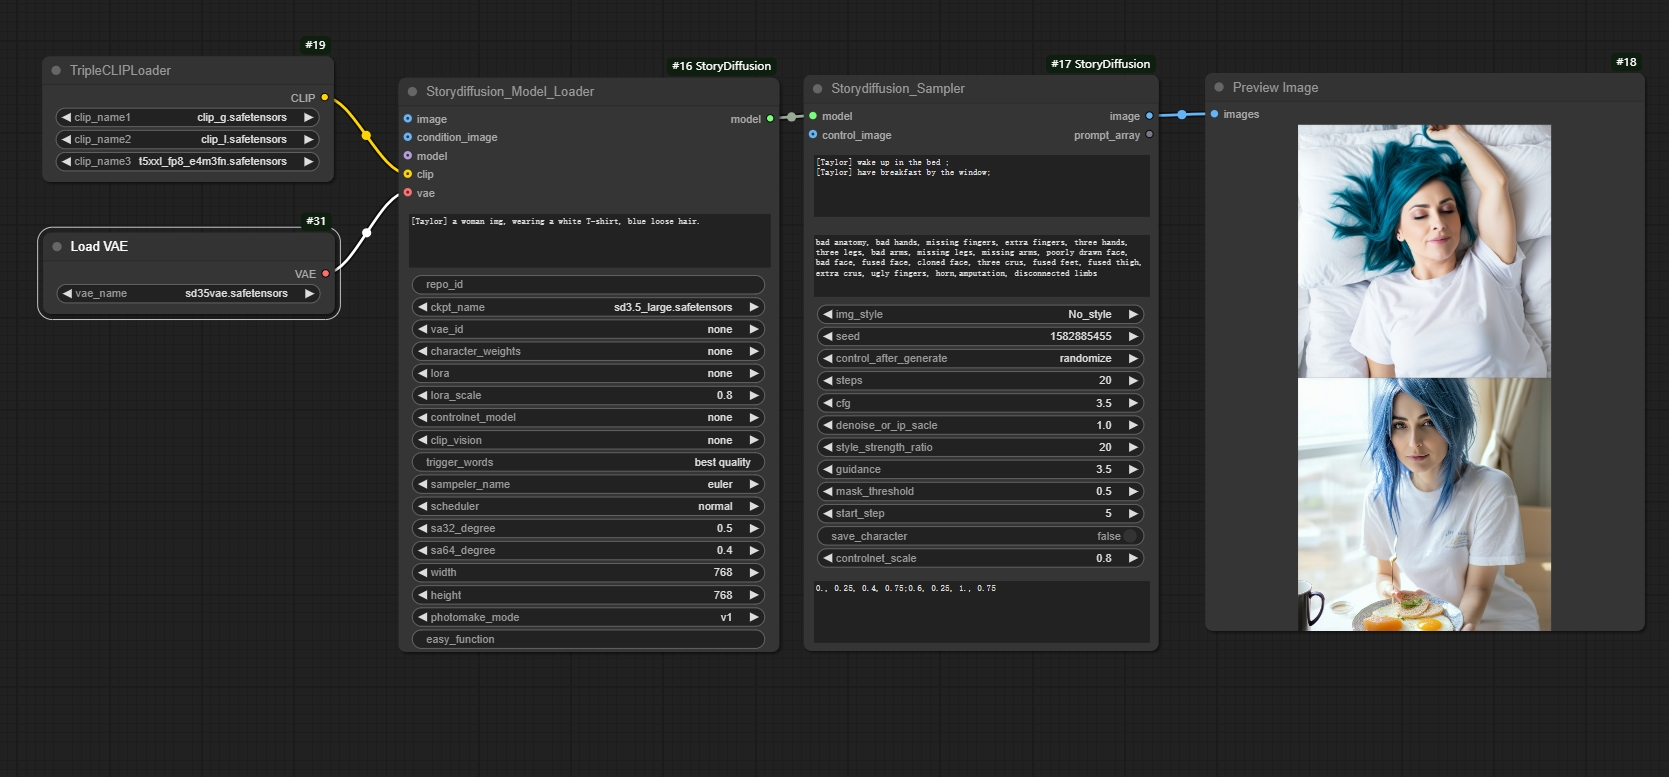 #19
TripleCLIPLoader
CLIP
clip_name1 clip_g.safetensors
clip_name2 clip_l.safetensors
clip_name3 t5xxl_fp8_e4m3fn.safetensors
#31
Load VAE
VAE
vae_name sd35vae.safetensors
#16 StoryDiffusion
Storydiffusion_Model_Loader
image model
condition_image
model
clip
vae
[Taylor] a woman img, wearing a white T-shirt, blue loose hair.
repo_id
ckpt_name sd3.5_large.safetensors
vae_id none
character_weights none
lora none
lora_scale 0.8
controlnet_model none
clip_vision none
trigger_words best quality
sampeler_name euler
scheduler normal
sa32_degree 0.5
sa64_degree 0.4
width 768
height 768
photomake_mode v1
easy_function
#17 StoryDiffusion
Storydiffusion_Sampler
model image
control_image prompt_array
[Taylor] wake up in the bed ;
[Taylor] have breakfast by the window;
bad anatomy, bad hands, missing fingers, extra fingers, three hands,
three legs, bad arms, missing legs, missing arms, poorly drawn face,
bad face, fused face, cloned face, three crus, fused feet, fused thigh,
extra crus, ugly fingers, horn,amputation, disconnected limbs
img_style No_style
seed 1582885455
control_after_generate randomize
steps 20
cfg 3.5
denoise_or_ip_sacle 1.0
style_strength_ratio 20
guidance 3.5
mask_threshold 0.5
start_step 5
save_character false
controlnet_scale 0.8
0., 0.25, 0.4, 0.75;0.6, 0.25, 1., 0.75
#18
Preview Image
images